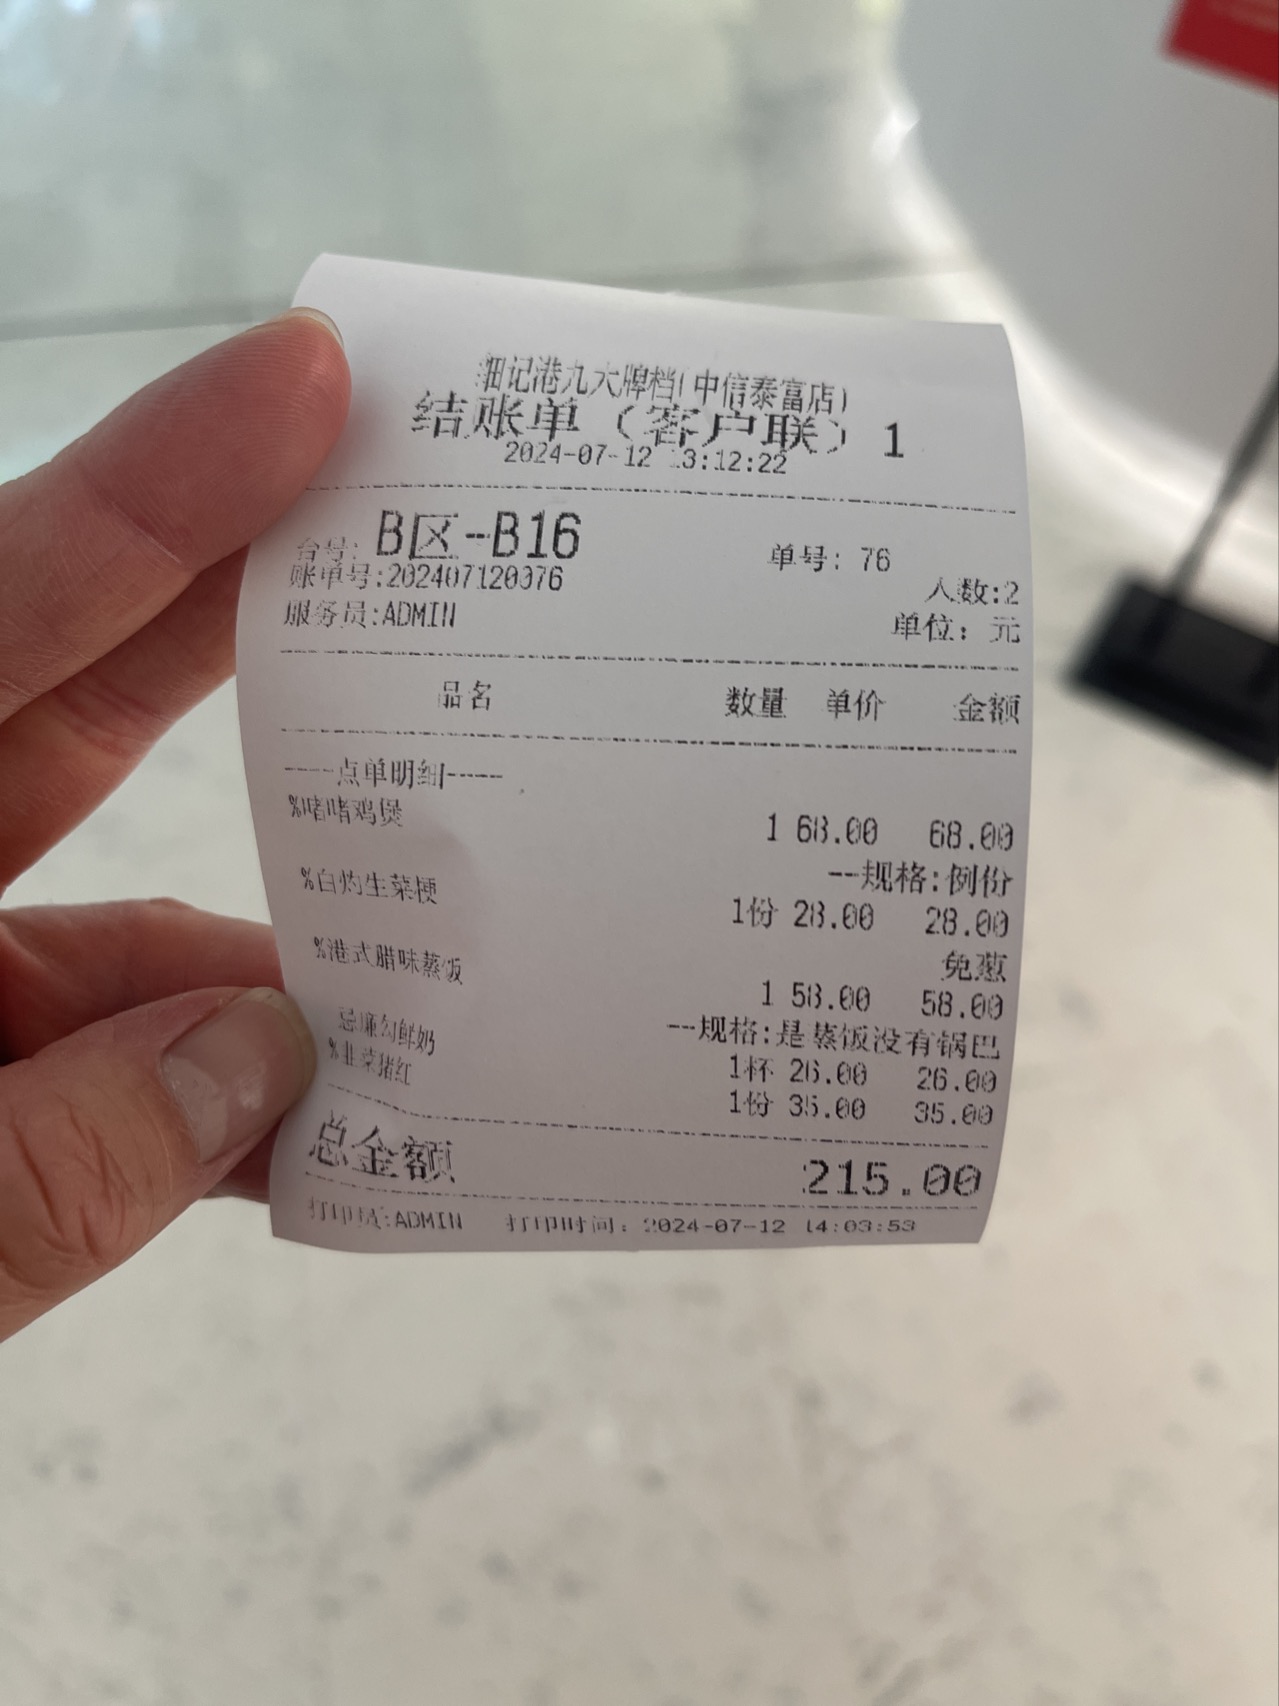 细记港九大牌档(中信泰富店)
结账单（客户联）1
2024-07-12 13:12:22
台号: B区-B16 单号: 76
账单号:202407120076 人数:2
服务员:ADMIN 单位: 元
品名 数量 单价 金额
----点单明细-----
%啫啫鸡煲
1 68.00 68.00
--规格:例份
%白灼生菜梗
1份 28.00 28.00
免葱
%港式腊味蒸饭
1 58.00 58.00
--规格:是蒸饭没有锅巴
忌廉勾鲜奶
1杯 26.00 26.00
%韭菜猪红
1份 35.00 35.00
总金额 215.00
打印员:ADMIN 打印时间: 2024-07-12 14:03:53